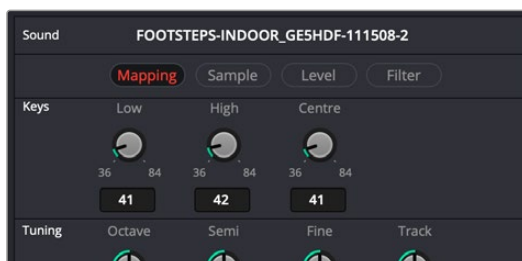 Sound FOOTSTEPS-INDOOR_GE5HDF-111508-2
Mapping Sample Level Filter
Keys Low High Centre
36 84 36 84 36 84
41 42 41
Tuning Octave Semi Fine Track